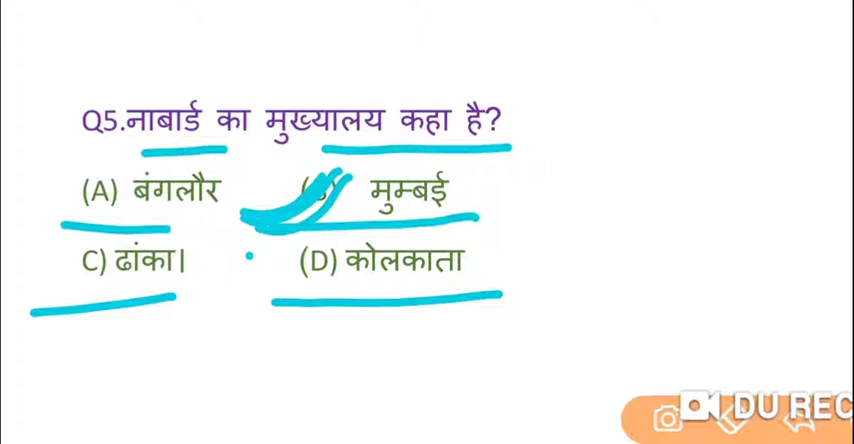 Q5.नाबार्ड का मुख्यालय कहा है?
(A) बंगलौर (B) मुम्बई
C) ढांका। (D) कोलकाता
DU REC